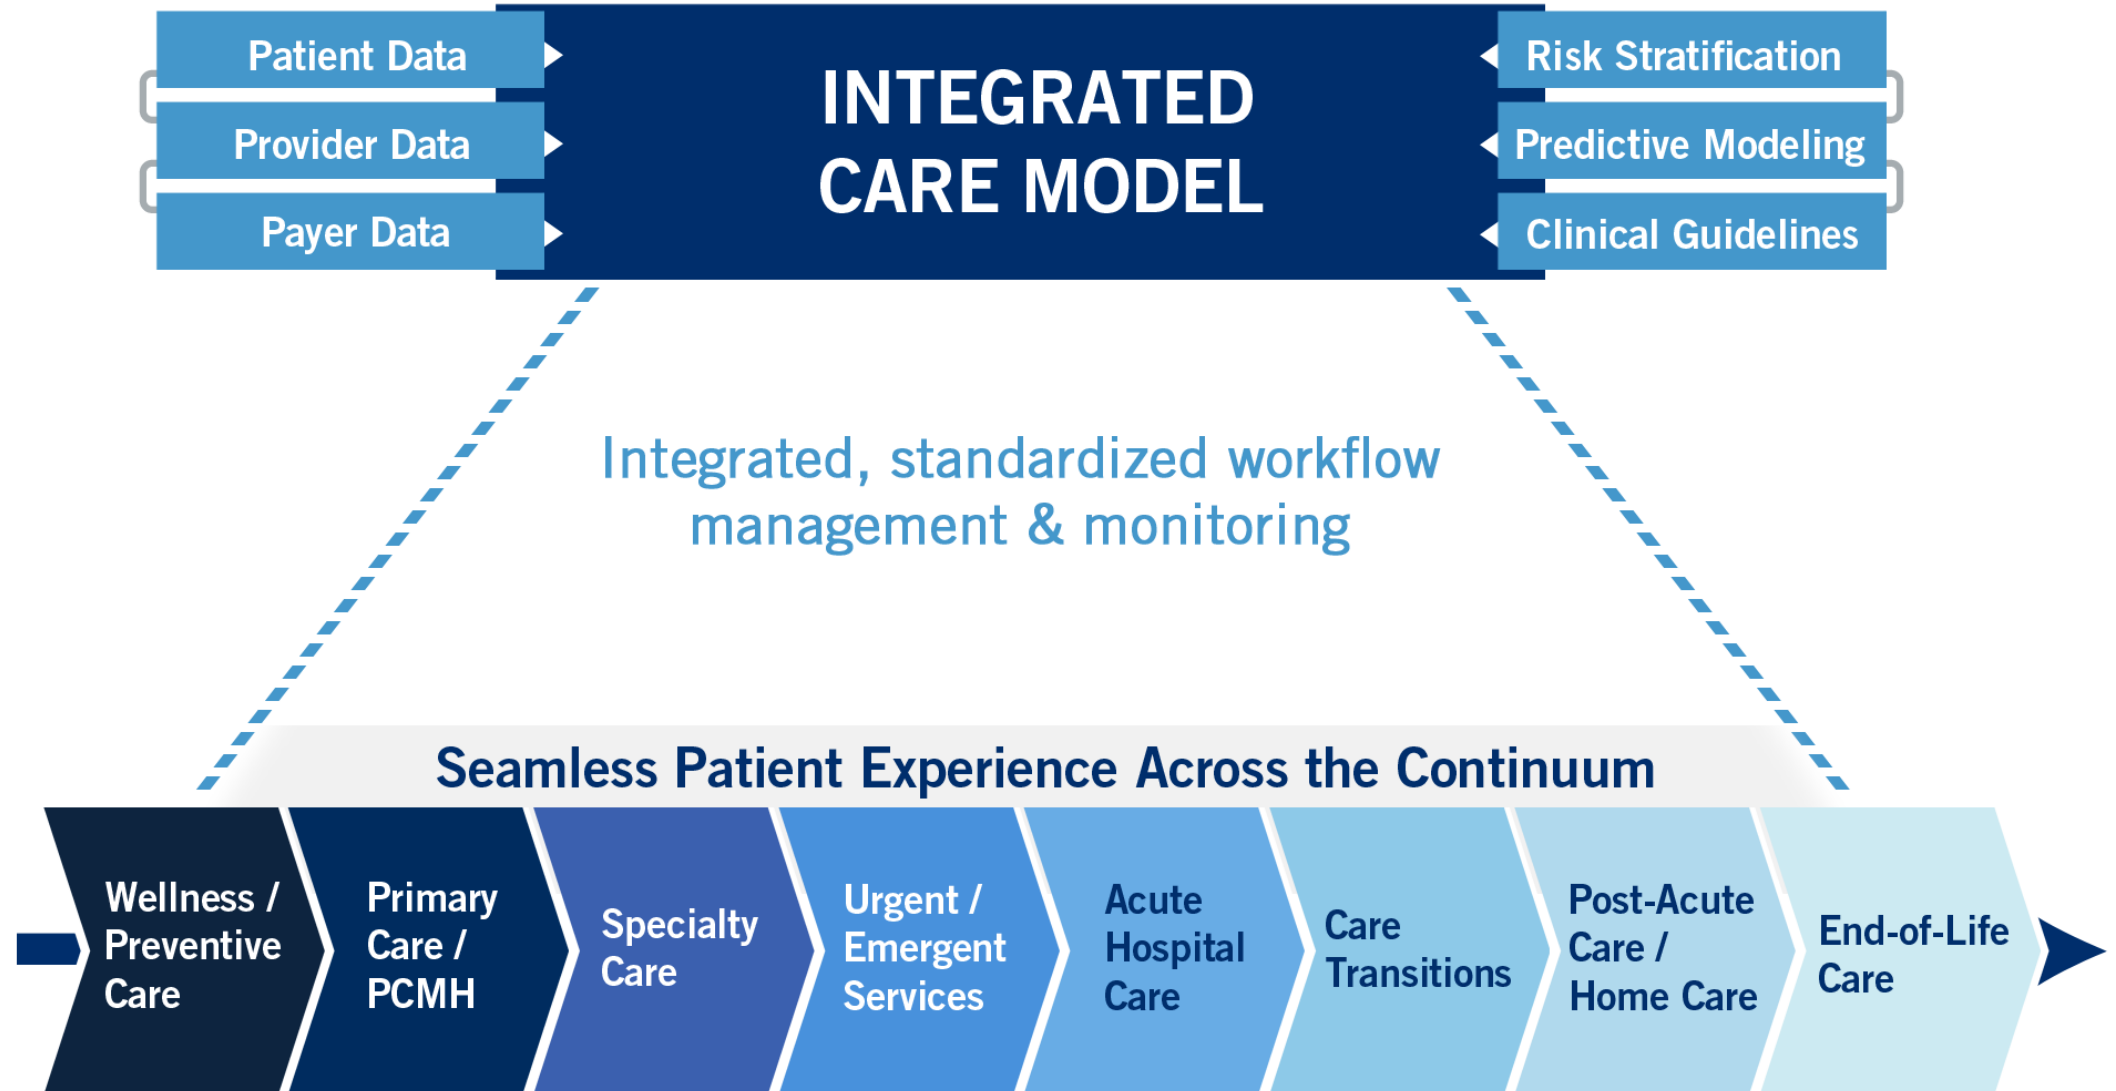 Patient Data
Provider Data
Payer Data
INTEGRATED
CARE MODEL
Risk Stratification
Predictive Modeling
Clinical Guidelines
Integrated, standardized workflow
management & monitoring
Seamless Patient Experience Across the Continuum
Wellness /
Preventive
Care
Primary
Care /
PCMH
Specialty
Care
Urgent /
Emergent
Services
Acute
Hospital
Care
Care
Transitions
Post-Acute
Care /
Home Care
End-of-Life
Care